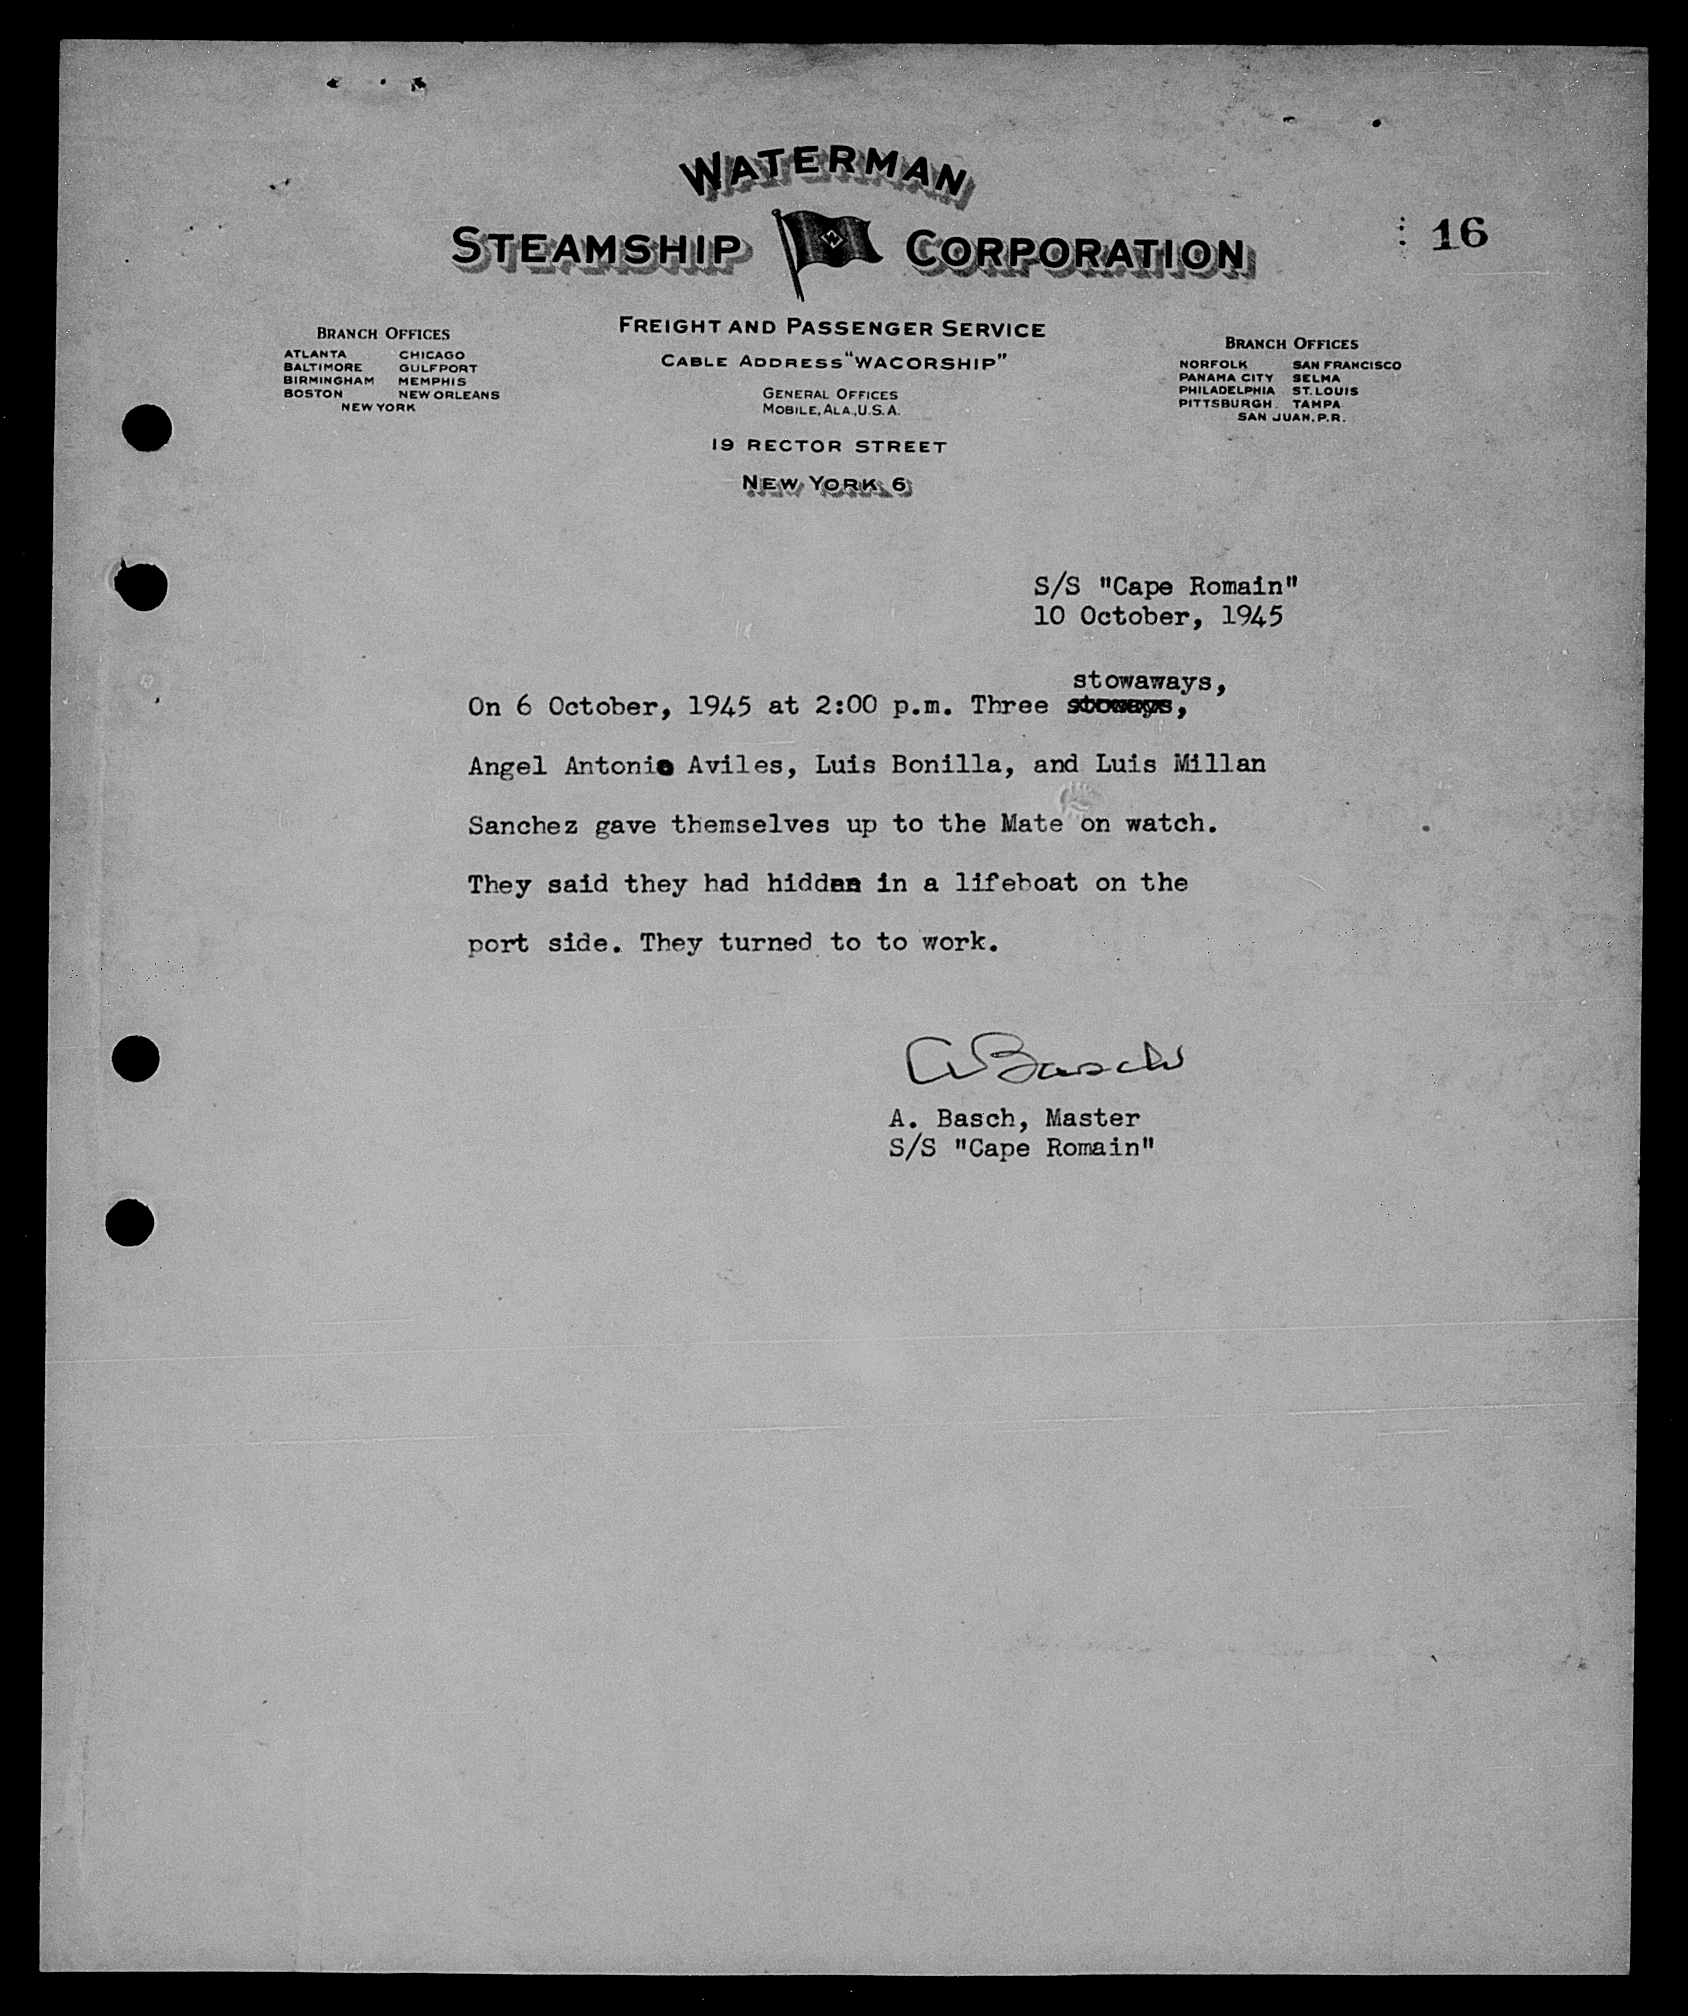 WATERMAN
STEAMSHIP CORPORATION
16
FREIGHT AND PASSENGER SERVICE
CABLE ADDRESS "WACORSHIP"
GENERAL OFFICES
MOBILE, ALA., U.S.A.
19 RECTOR STREET
NEW YORK 6
BRANCH OFFICES
ATLANTA CHICAGO
BALTIMORE GULFPORT
BIRMINGHAM MEMPHIS
BOSTON NEW ORLEANS
NEW YORK
BRANCH OFFICES
NORFOLK SAN FRANCISCO
PANAMA CITY SELMA
PHILADELPHIA ST. LOUIS
PITTSBURGH TAMPA
SAN JUAN, P.R.
S/S "Cape Romain"
10 October, 1945
stowaways,
On 6 October, 1945 at 2:00 p.m. Three stoways,
Angel Antonio Aviles, Luis Bonilla, and Luis Millan
Sanchez gave themselves up to the Mate on watch.
They said they had hidden in a lifeboat on the
port side. They turned to to work.
A Basch
A. Basch, Master
S/S "Cape Romain"